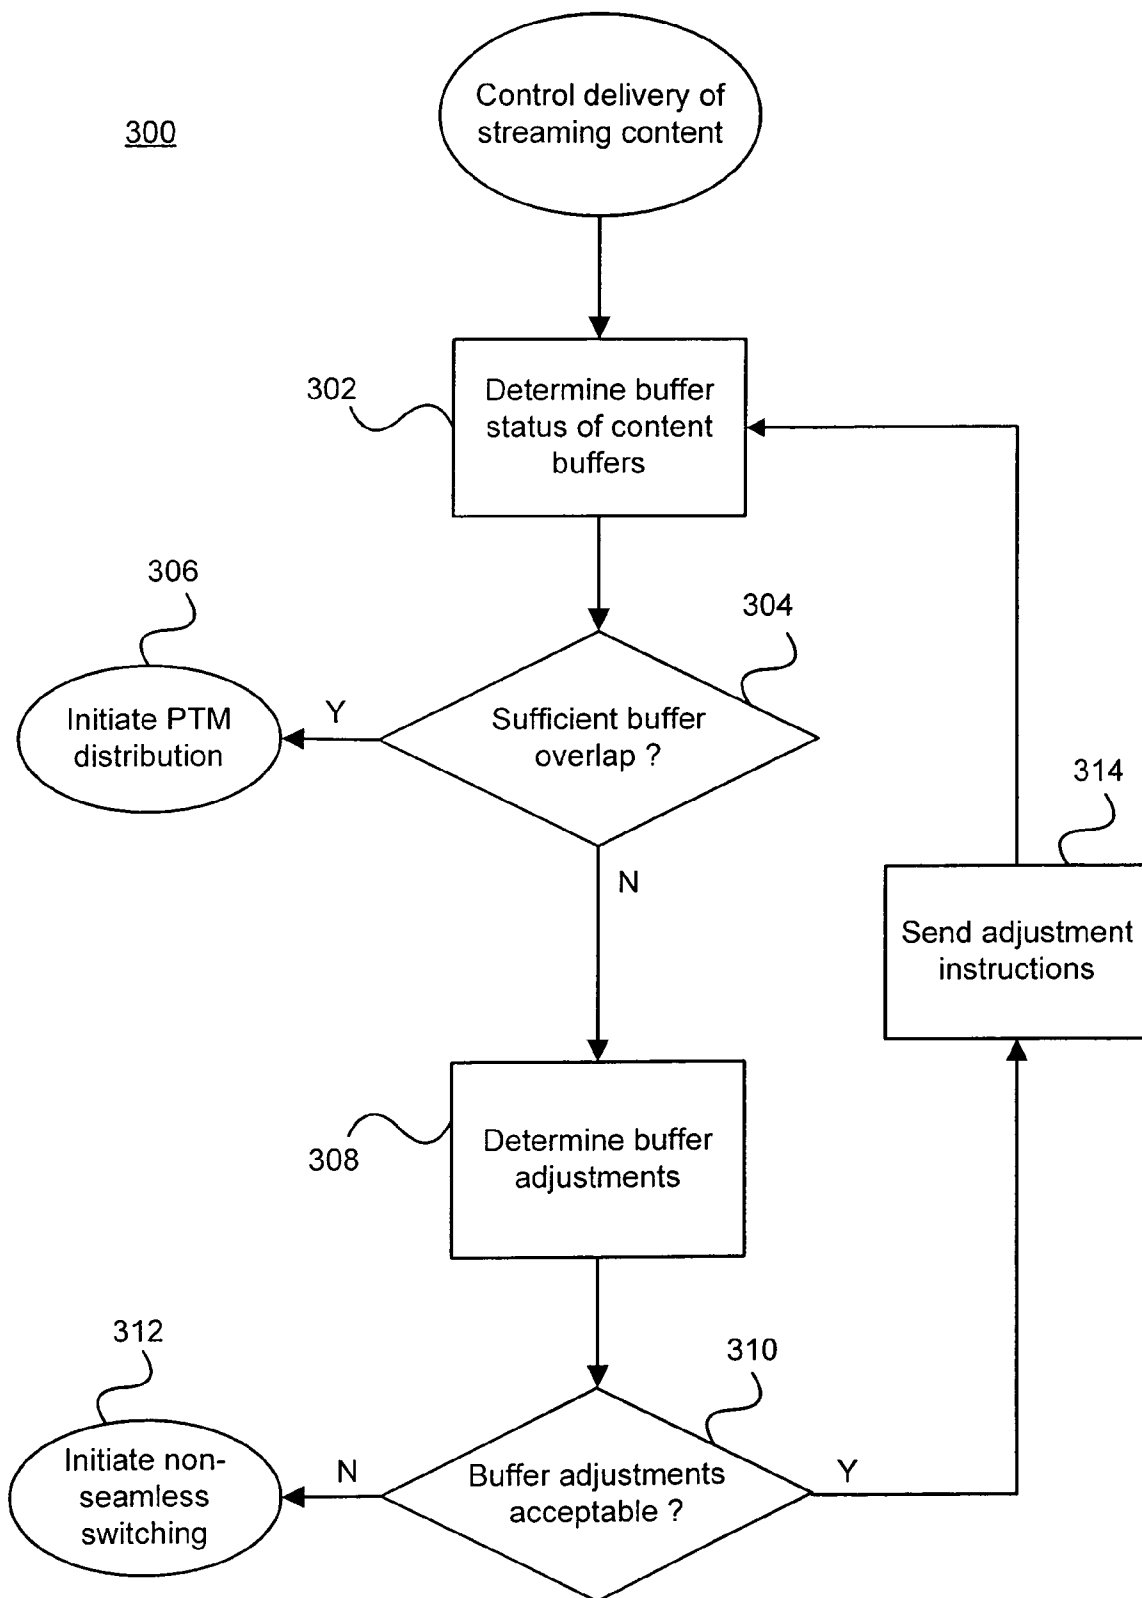 Control delivery of
streaming content
300
302
Determine buffer
status of content
buffers
306
304
Initiate PTM
distribution
Y
Sufficient buffer
overlap ?
314
N
Send adjustment
instructions
308
Determine buffer
adjustments
312
310
Initiate non-
seamless
switching
N
Buffer adjustments
acceptable ?
Y